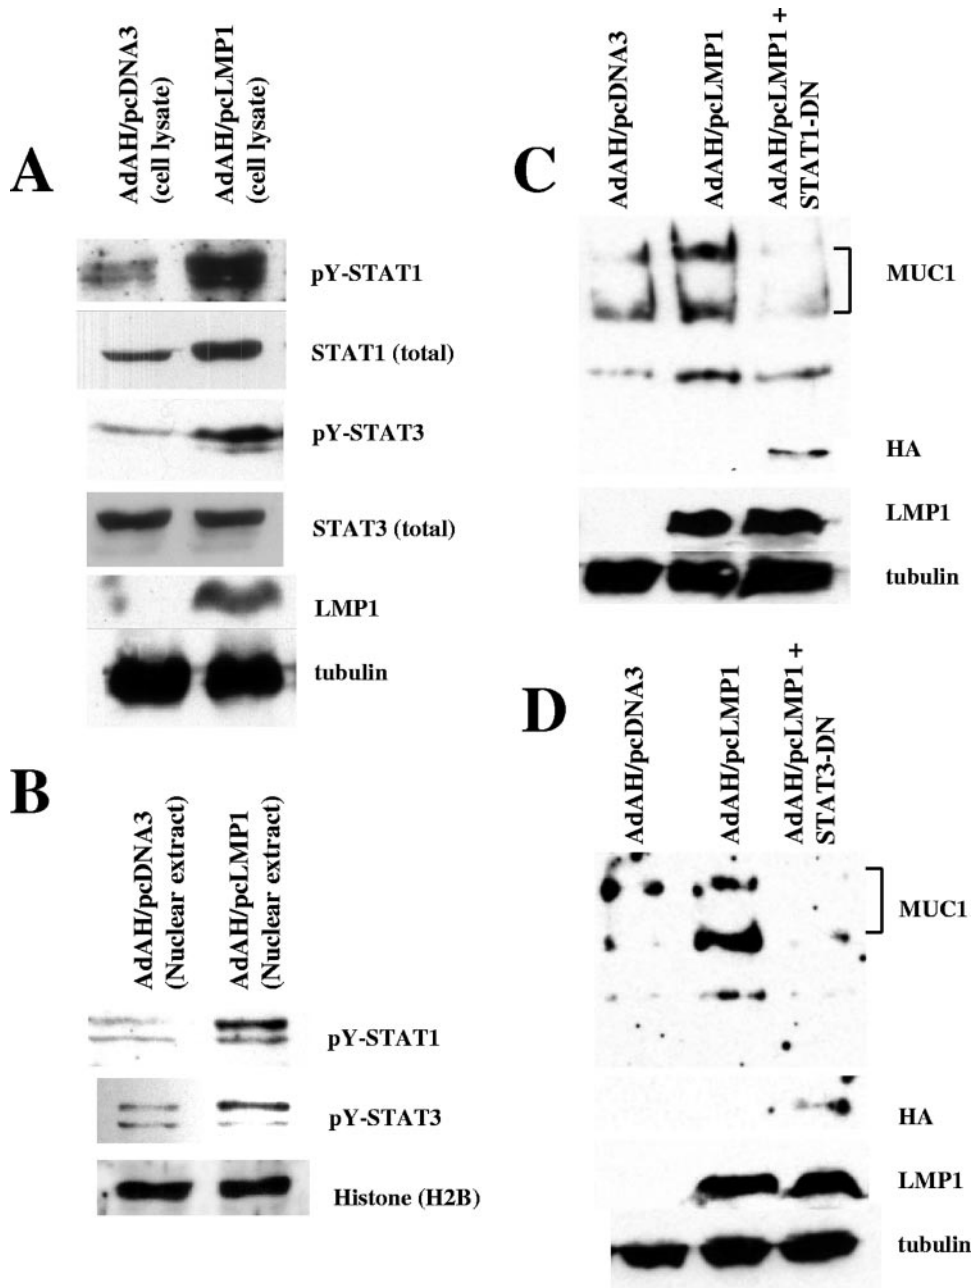 A
AdAH/pcDNA3
(cell lysate)
AdAH/pcLMP1
(cell lysate)
pY-STAT1
STAT1 (total)
pY-STAT3
STAT3 (total)
LMP1
tubulin
B
AdAH/pcDNA3
(Nuclear extract)
AdAH/pcLMP1
(Nuclear extract)
pY-STAT1
pY-STAT3
Histone (H2B)
C
AdAH/pcDNA3
AdAH/pcLMP1
AdAH/pcLMP1 +
STAT1-DN
MUC1
HA
LMP1
tubulin
D
AdAH/pcDNA3
AdAH/pcLMP1
AdAH/pcLMP1 +
STAT3-DN
MUC1
HA
LMP1
tubulin